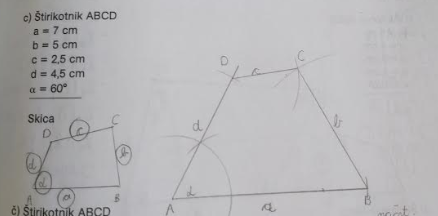 c) Štirikotnik ABCD
a = 7 cm
b = 5 cm
c = 2,5 cm
d = 4,5 cm
α = 60°
Skica
D
c
C
d
b
A
α
a
B
D
c
C
d
b
A
α
a
B
č) Štirikotnik ABCD